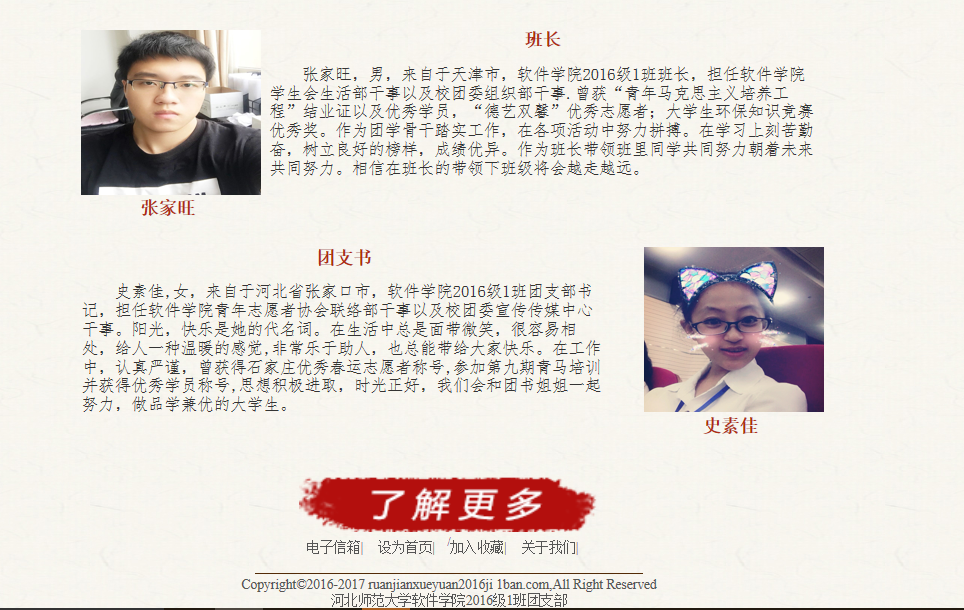 班长
张家旺，男，来自于天津市，软件学院2016级1班班长，担任软件学院
学生会生活部干事以及校团委组织部干事.曾获“青年马克思主义培养工
程”结业证以及优秀学员，“德艺双馨”优秀志愿者；大学生环保知识竞赛
优秀奖。作为团学骨干踏实工作，在各项活动中努力拼搏。在学习上刻苦勤
奋，树立良好的榜样，成绩优异。作为班长带领班里同学共同努力朝着未来
共同努力。相信在班长的带领下班级将会越走越远。
张家旺
团支书
史素佳,女，来自于河北省张家口市，软件学院2016级1班团支部书
记，担任软件学院青年志愿者协会联络部干事以及校团委宣传传媒中心
干事。阳光，快乐是她的代名词。在生活中总是面带微笑，很容易相
处，给人一种温暖的感觉,非常乐于助人，也总能带给大家快乐。在工作
中，认真严谨，曾获得石家庄优秀春运志愿者称号,参加第九期青马培训
并获得优秀学员称号,思想积极进取，时光正好，我们会和团书姐姐一起
努力，做品学兼优的大学生。
史素佳
了解更多
电子信箱| 设为首页| 加入收藏| 关于我们|
Copyright©2016-2017 ruanjianxueyuan2016ji 1ban.com,All Right Reserved
河北师范大学软件学院2016级1班团支部